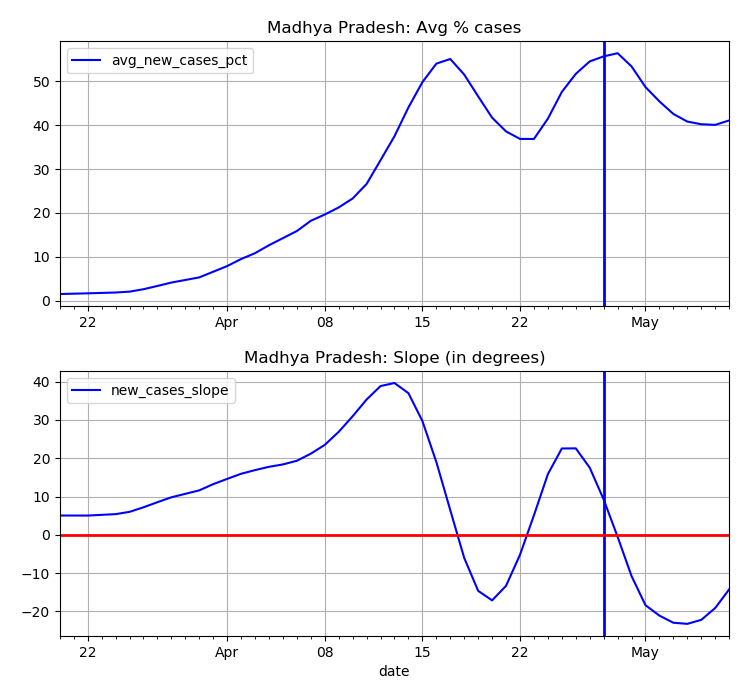 Madhya Pradesh: Avg % cases
avg_new_cases_pct
50
40
30
20
10
0
22 Apr 08 15 22 May
Madhya Pradesh: Slope (in degrees)
new_cases_slope
40
30
20
10
0
−10
−20
22 Apr 08 15 22 May
date